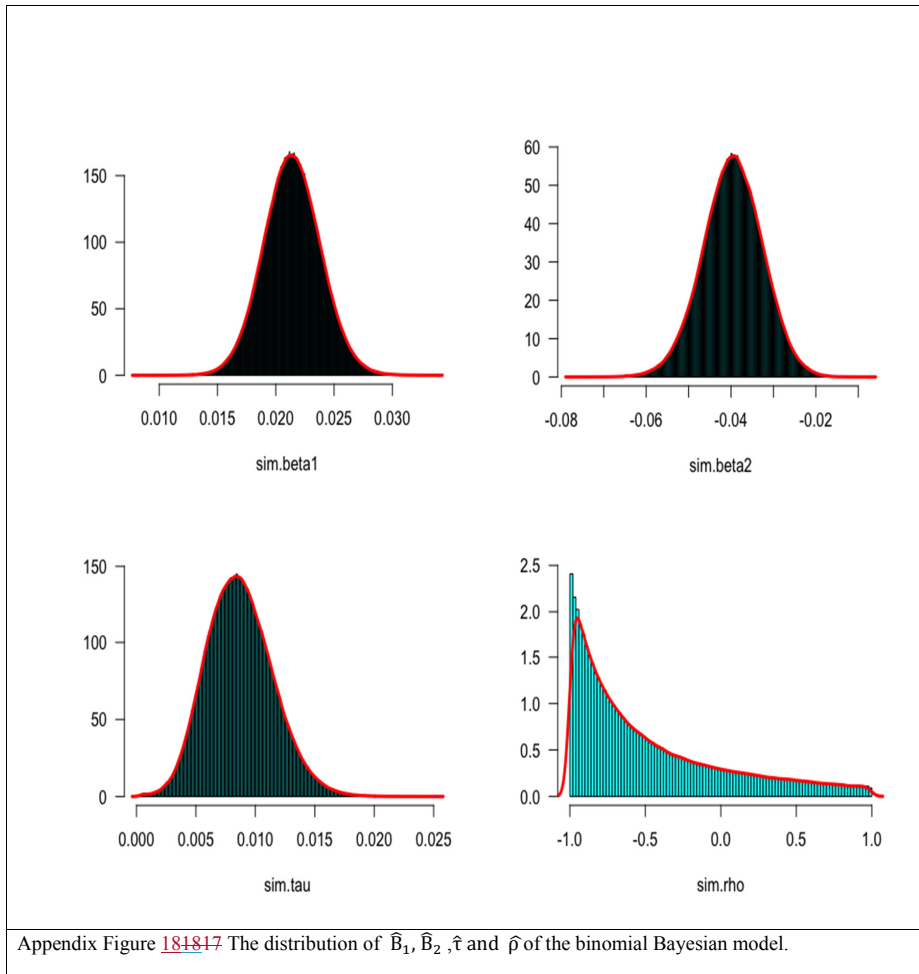 150
100
50
0
0.010 0.015 0.020 0.025 0.030
sim.beta1
60
50
40
30
20
10
0
-0.08 -0.06 -0.04 -0.02
sim.beta2
150
100
50
0
0.000 0.005 0.010 0.015 0.020 0.025
sim.tau
2.5
2.0
1.5
1.0
0.5
0.0
-1.0 -0.5 0.0 0.5 1.0
sim.rho
Appendix Figure 181817 The distribution of B̂₁, B̂₂ ,τ̂ and ρ̂ of the binomial Bayesian model.